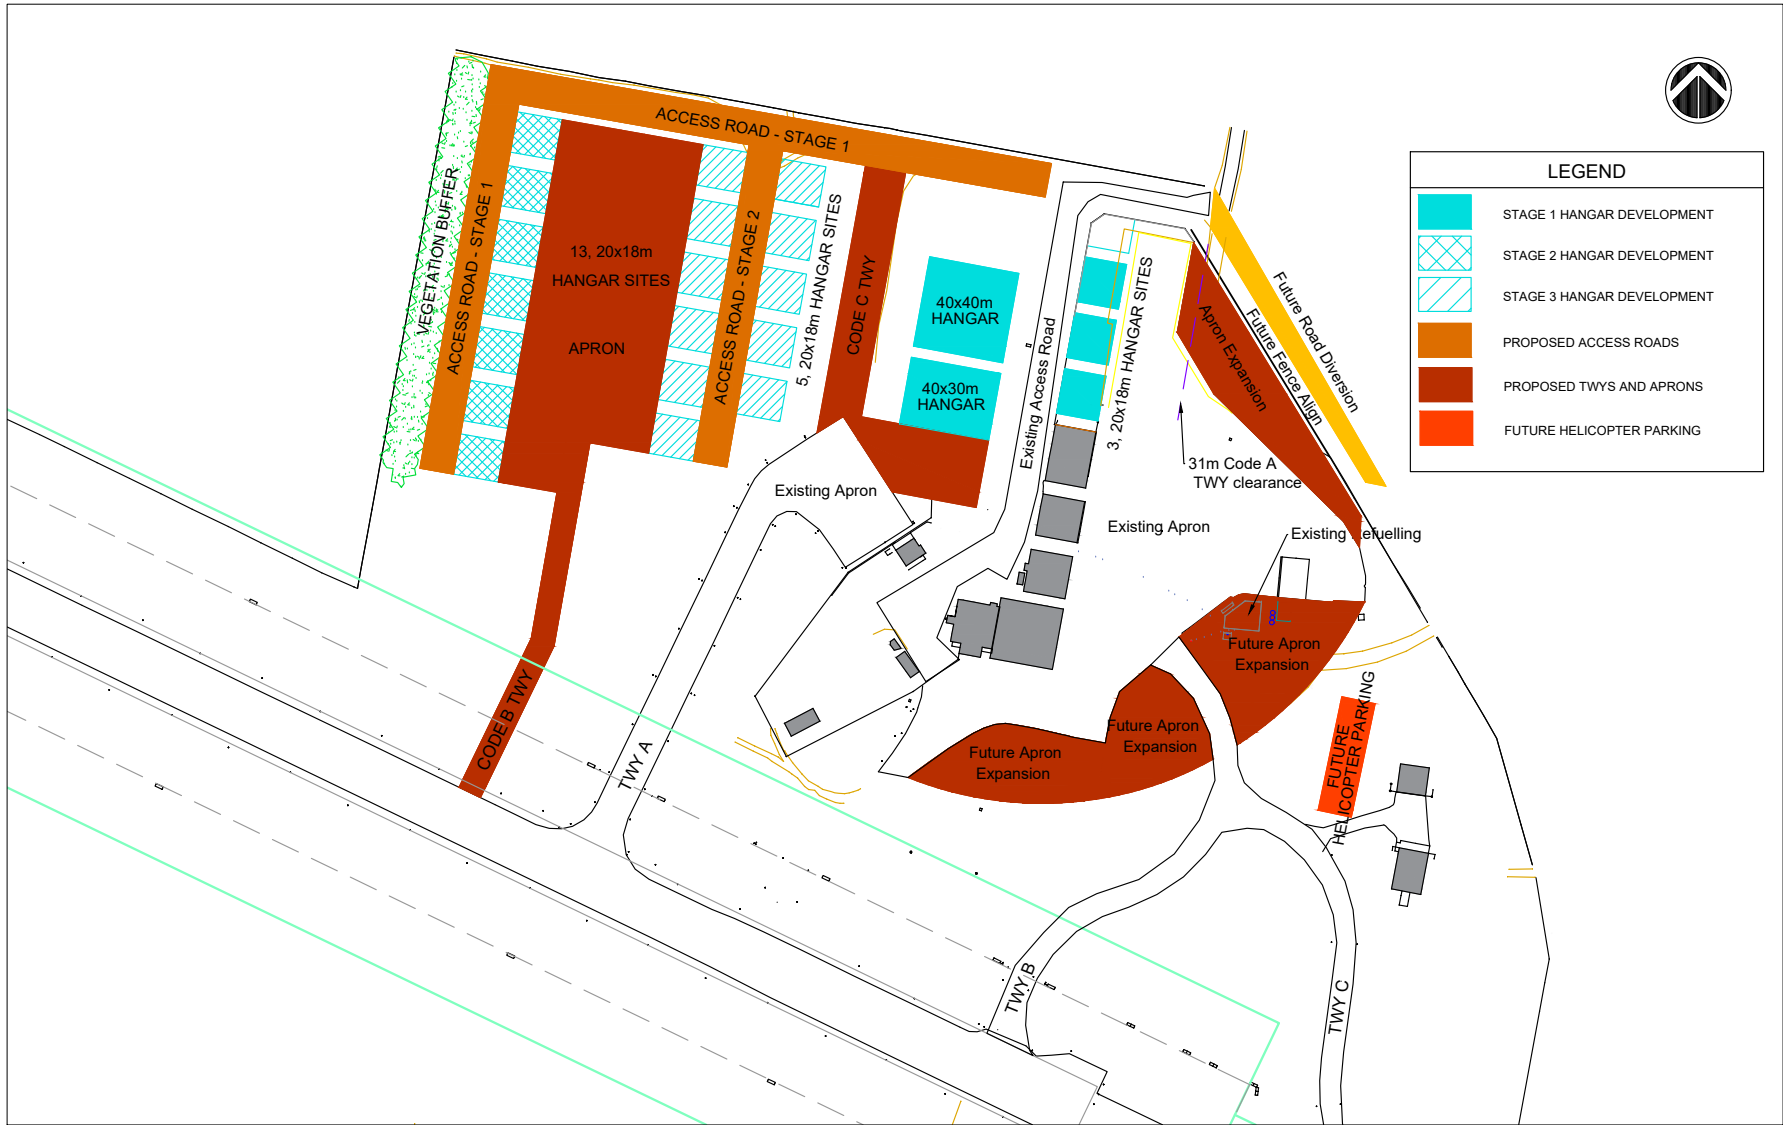 ACCESS ROAD - STAGE 1
VEGETATION BUFFER
ACCESS ROAD - STAGE 1
13, 20x18m
HANGAR SITES
APRON
ACCESS ROAD - STAGE 2
5, 20x18m HANGAR SITES
CODE C TWY
40x40m
HANGAR
40x30m
HANGAR
Existing Access Road
3, 20x18m HANGAR SITES
Apron Expansion
Future Fence Align
Future Road Diversion
31m Code A
TWY clearance
Existing Apron
Existing Apron
Existing Refuelling
Future Apron
Expansion
Future Apron
Expansion
Future Apron
Expansion
FUTURE
HELICOPTER PARKING
CODE B TWY
TWY A
TWY B
TWY C
LEGEND
STAGE 1 HANGAR DEVELOPMENT
STAGE 2 HANGAR DEVELOPMENT
STAGE 3 HANGAR DEVELOPMENT
PROPOSED ACCESS ROADS
PROPOSED TWYS AND APRONS
FUTURE HELICOPTER PARKING